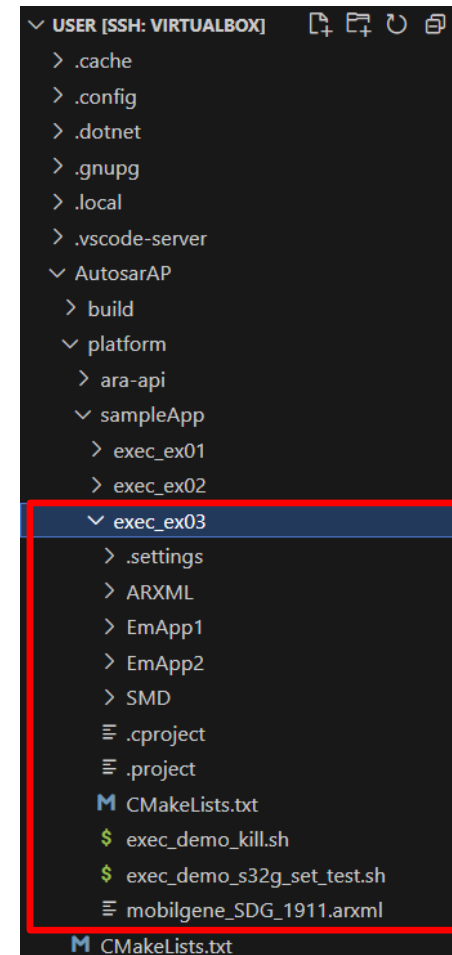 USER [SSH: VIRTUALBOX]
.cache
.config
.dotnet
.gnupg
.local
.vscode-server
AutosarAP
build
platform
ara-api
sampleApp
exec_ex01
exec_ex02
exec_ex03
.settings
ARXML
EmApp1
EmApp2
SMD
.cproject
.project
M CMakeLists.txt
$ exec_demo_kill.sh
$ exec_demo_s32g_set_test.sh
mobilgene_SDG_1911.arxml
M CMakeLists.txt